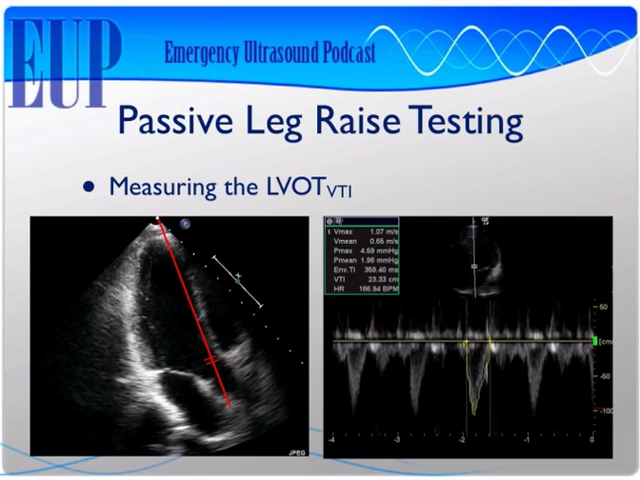 EUP
Emergency Ultrasound Podcast
Passive Leg Raise Testing
• Measuring the LVOTVTI
1 Vmax 1.07 m/s
Vmean 0.65 m/s
Pmax 4.59 mmHg
Pmean 1.96 mmHg
Env.Ti 359.40 ms
VTI 23.33 cm
HR 166.94 BPM
50
[cm/
-50
-100
-4 -3 -2 -1 0
JPEG